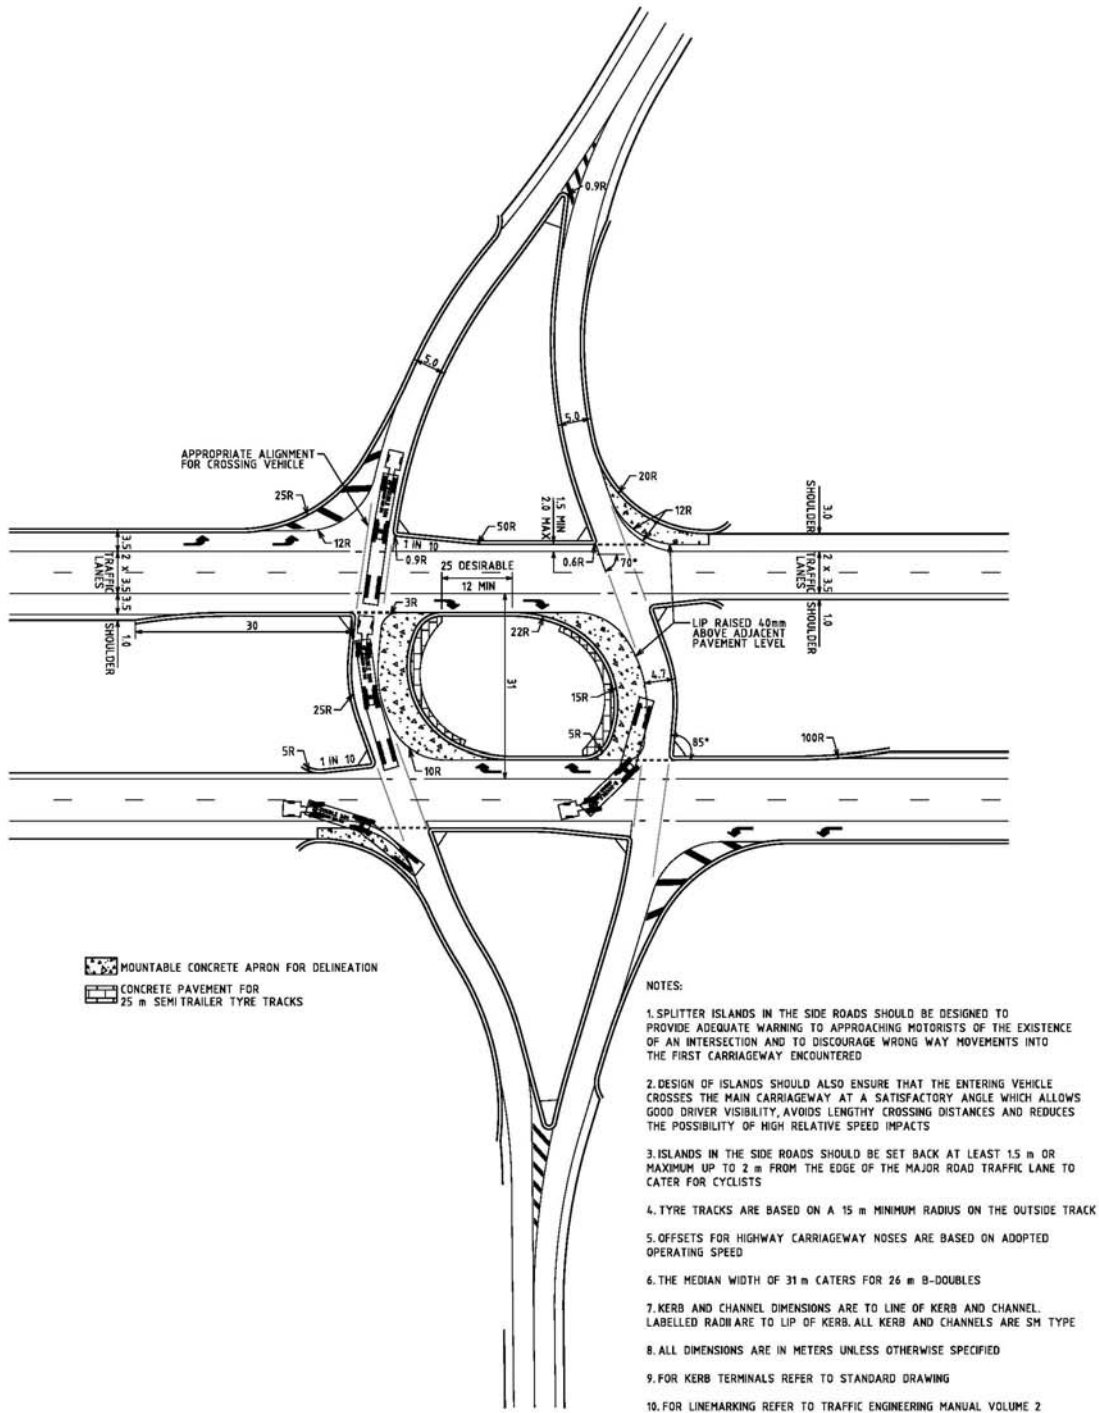 0.9R
5.0
5.0
APPROPRIATE ALIGNMENT
FOR CROSSING VEHICLE
25R
20R
12R
SHOULDER
3.0
1.5 MIN
2.0 MAX
50R
12R
3.5
1 IN 10
0.9R
0.6R
70°
2 x 3.5
TRAFFIC
LANES
2 x 3.5
TRAFFIC
LANES
25 DESIRABLE
12 MIN
3.5
3R
30
1.0
SHOULDER
22R
LIP RAISED 40mm
ABOVE ADJACENT
PAVEMENT LEVEL
1.0
SHOULDER
4.7
31
15R
25R
5R
85°
100R
5R
1 IN 10
10R
MOUNTABLE CONCRETE APRON FOR DELINEATION
CONCRETE PAVEMENT FOR
25 m SEMITRAILER TYRE TRACKS
NOTES:
1. SPLITTER ISLANDS IN THE SIDE ROADS SHOULD BE DESIGNED TO
PROVIDE ADEQUATE WARNING TO APPROACHING MOTORISTS OF THE EXISTENCE
OF AN INTERSECTION AND TO DISCOURAGE WRONG WAY MOVEMENTS INTO
THE FIRST CARRIAGEWAY ENCOUNTERED
2. DESIGN OF ISLANDS SHOULD ALSO ENSURE THAT THE ENTERING VEHICLE
CROSSES THE MAIN CARRIAGEWAY AT A SATISFACTORY ANGLE WHICH ALLOWS
GOOD DRIVER VISIBILITY, AVOIDS LENGTHY CROSSING DISTANCES AND REDUCES
THE POSSIBILITY OF HIGH RELATIVE SPEED IMPACTS
3. ISLANDS IN THE SIDE ROADS SHOULD BE SET BACK AT LEAST 1.5 m OR
MAXIMUM UP TO 2 m FROM THE EDGE OF THE MAJOR ROAD TRAFFIC LANE TO
CATER FOR CYCLISTS
4. TYRE TRACKS ARE BASED ON A 15 m MINIMUM RADIUS ON THE OUTSIDE TRACK
5. OFFSETS FOR HIGHWAY CARRIAGEWAY NOSES ARE BASED ON ADOPTED
OPERATING SPEED
6. THE MEDIAN WIDTH OF 31 m CATERS FOR 26 m B-DOUBLES
7. KERB AND CHANNEL DIMENSIONS ARE TO LINE OF KERB AND CHANNEL.
LABELLED RADII ARE TO LIP OF KERB. ALL KERB AND CHANNELS ARE SM TYPE
8. ALL DIMENSIONS ARE IN METERS UNLESS OTHERWISE SPECIFIED
9. FOR KERB TERMINALS REFER TO STANDARD DRAWING
10. FOR LINEMARKING REFER TO TRAFFIC ENGINEERING MANUAL VOLUME 2